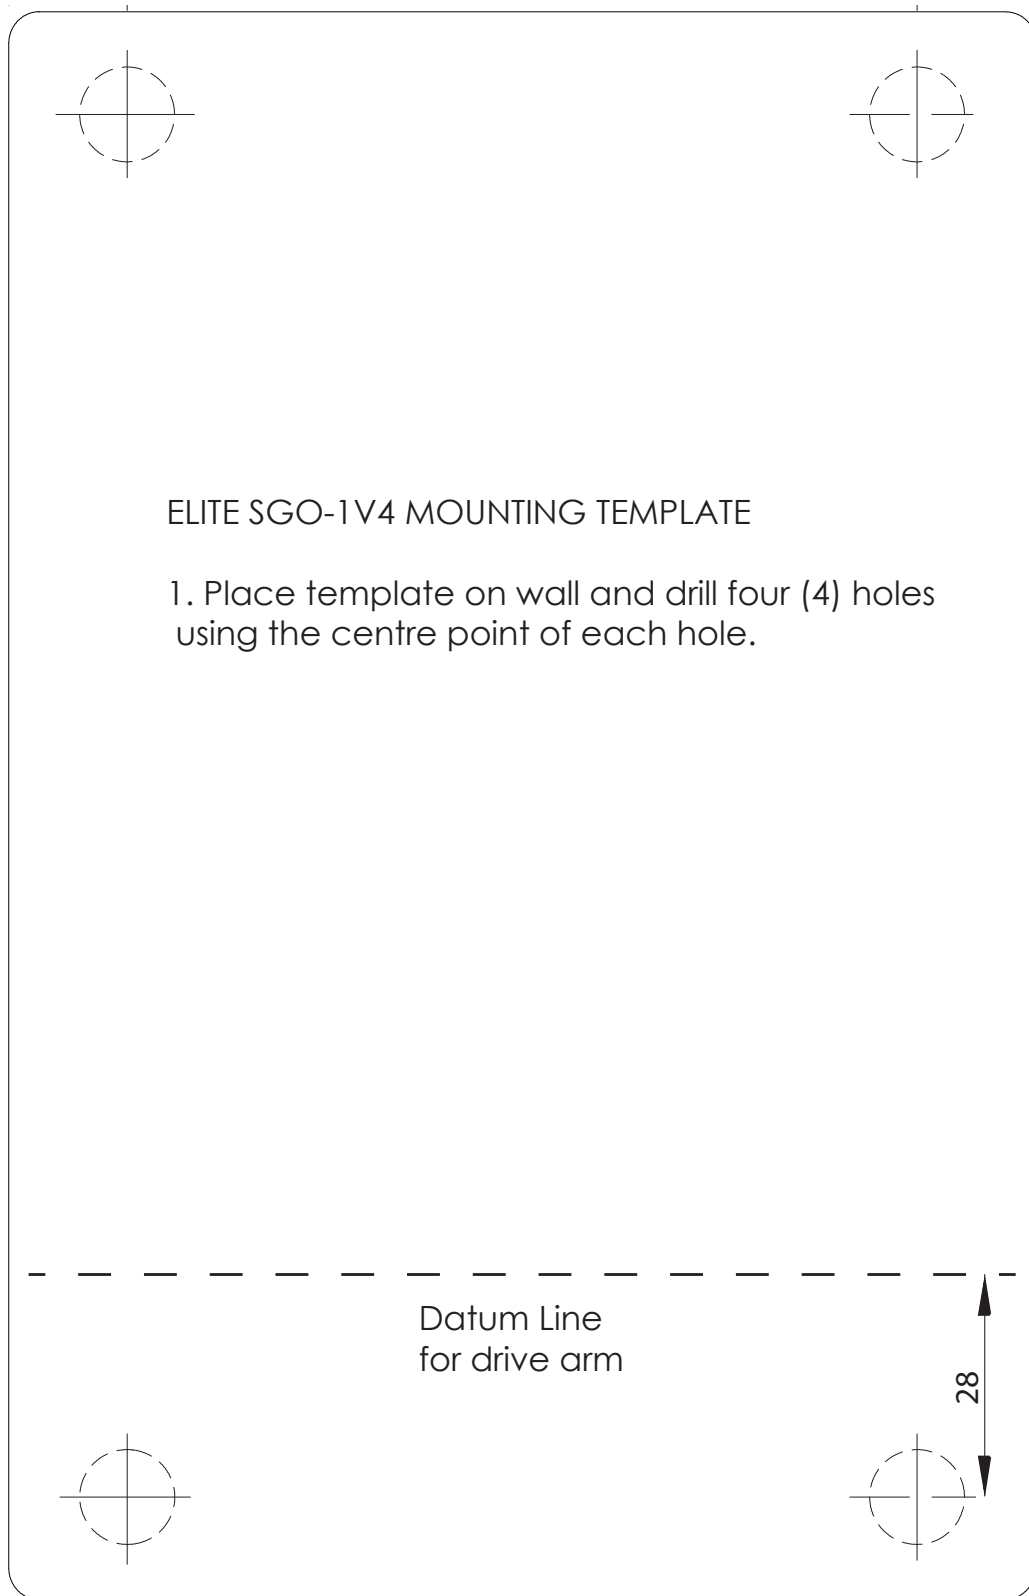 ELITE SGO-1V4 MOUNTING TEMPLATE
1. Place template on wall and drill four (4) holes
using the centre point of each hole.
Datum Line
for drive arm
28